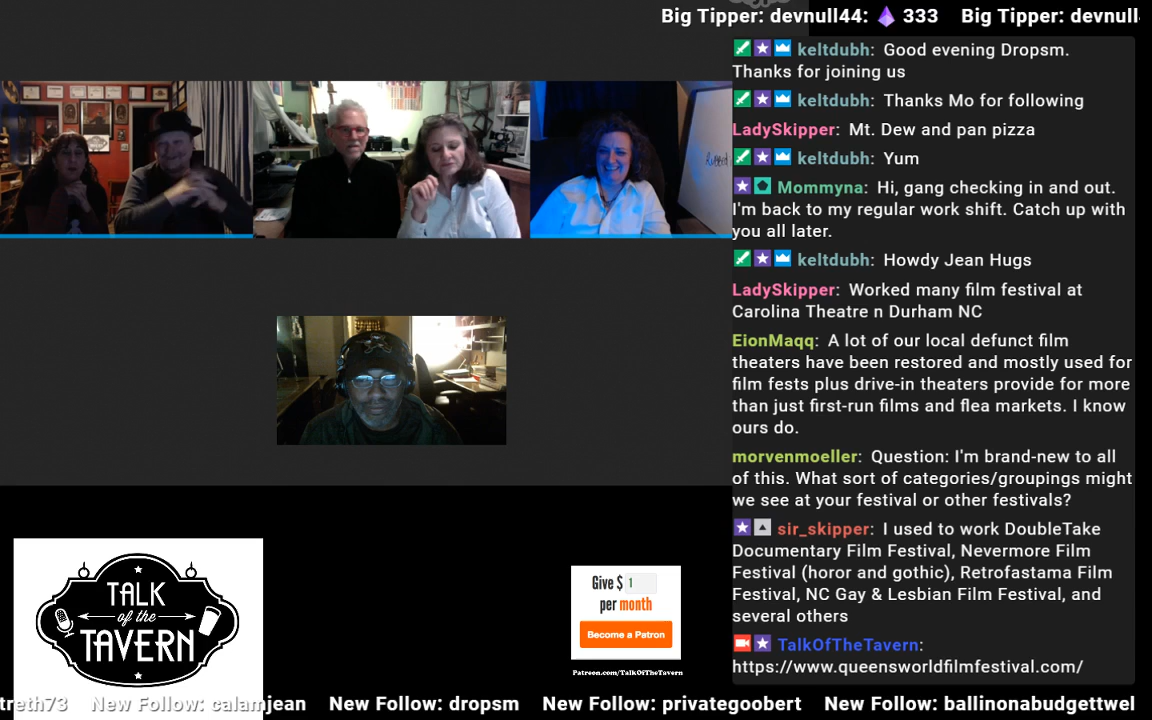 Big Tipper: devnull44: 333 Big Tipper: devnull
keltdubh: Good evening Dropsm.
Thanks for joining us
keltdubh: Thanks Mo for following
LadySkipper: Mt. Dew and pan pizza
keltdubh: Yum
Mommyna: Hi, gang checking in and out.
I'm back to my regular work shift. Catch up with
you all later.
keltdubh: Howdy Jean Hugs
LadySkipper: Worked many film festival at
Carolina Theatre n Durham NC
EionMaqq: A lot of our local defunct film
theaters have been restored and mostly used for
film fests plus drive-in theaters provide for more
than just first-run films and flea markets. I know
ours do.
morvenmoeller: Question: I'm brand-new to all
of this. What sort of categories/groupings might
we see at your festival or other festivals?
sir_skipper: I used to work DoubleTake
Documentary Film Festival, Nevermore Film
Festival (horor and gothic), Retrofastama Film
Festival, NC Gay & Lesbian Film Festival, and
several others
TalkOfTheTavern:
https://www.queensworldfilmfestival.com/
TALK
of the
TAVERN
Give $ 1
per month
Become a Patron
Patreon.com/TalkOfTheTavern
treth73 New Follow: calamjean New Follow: dropsm New Follow: privategoobert New Follow: ballinonabudgettwel